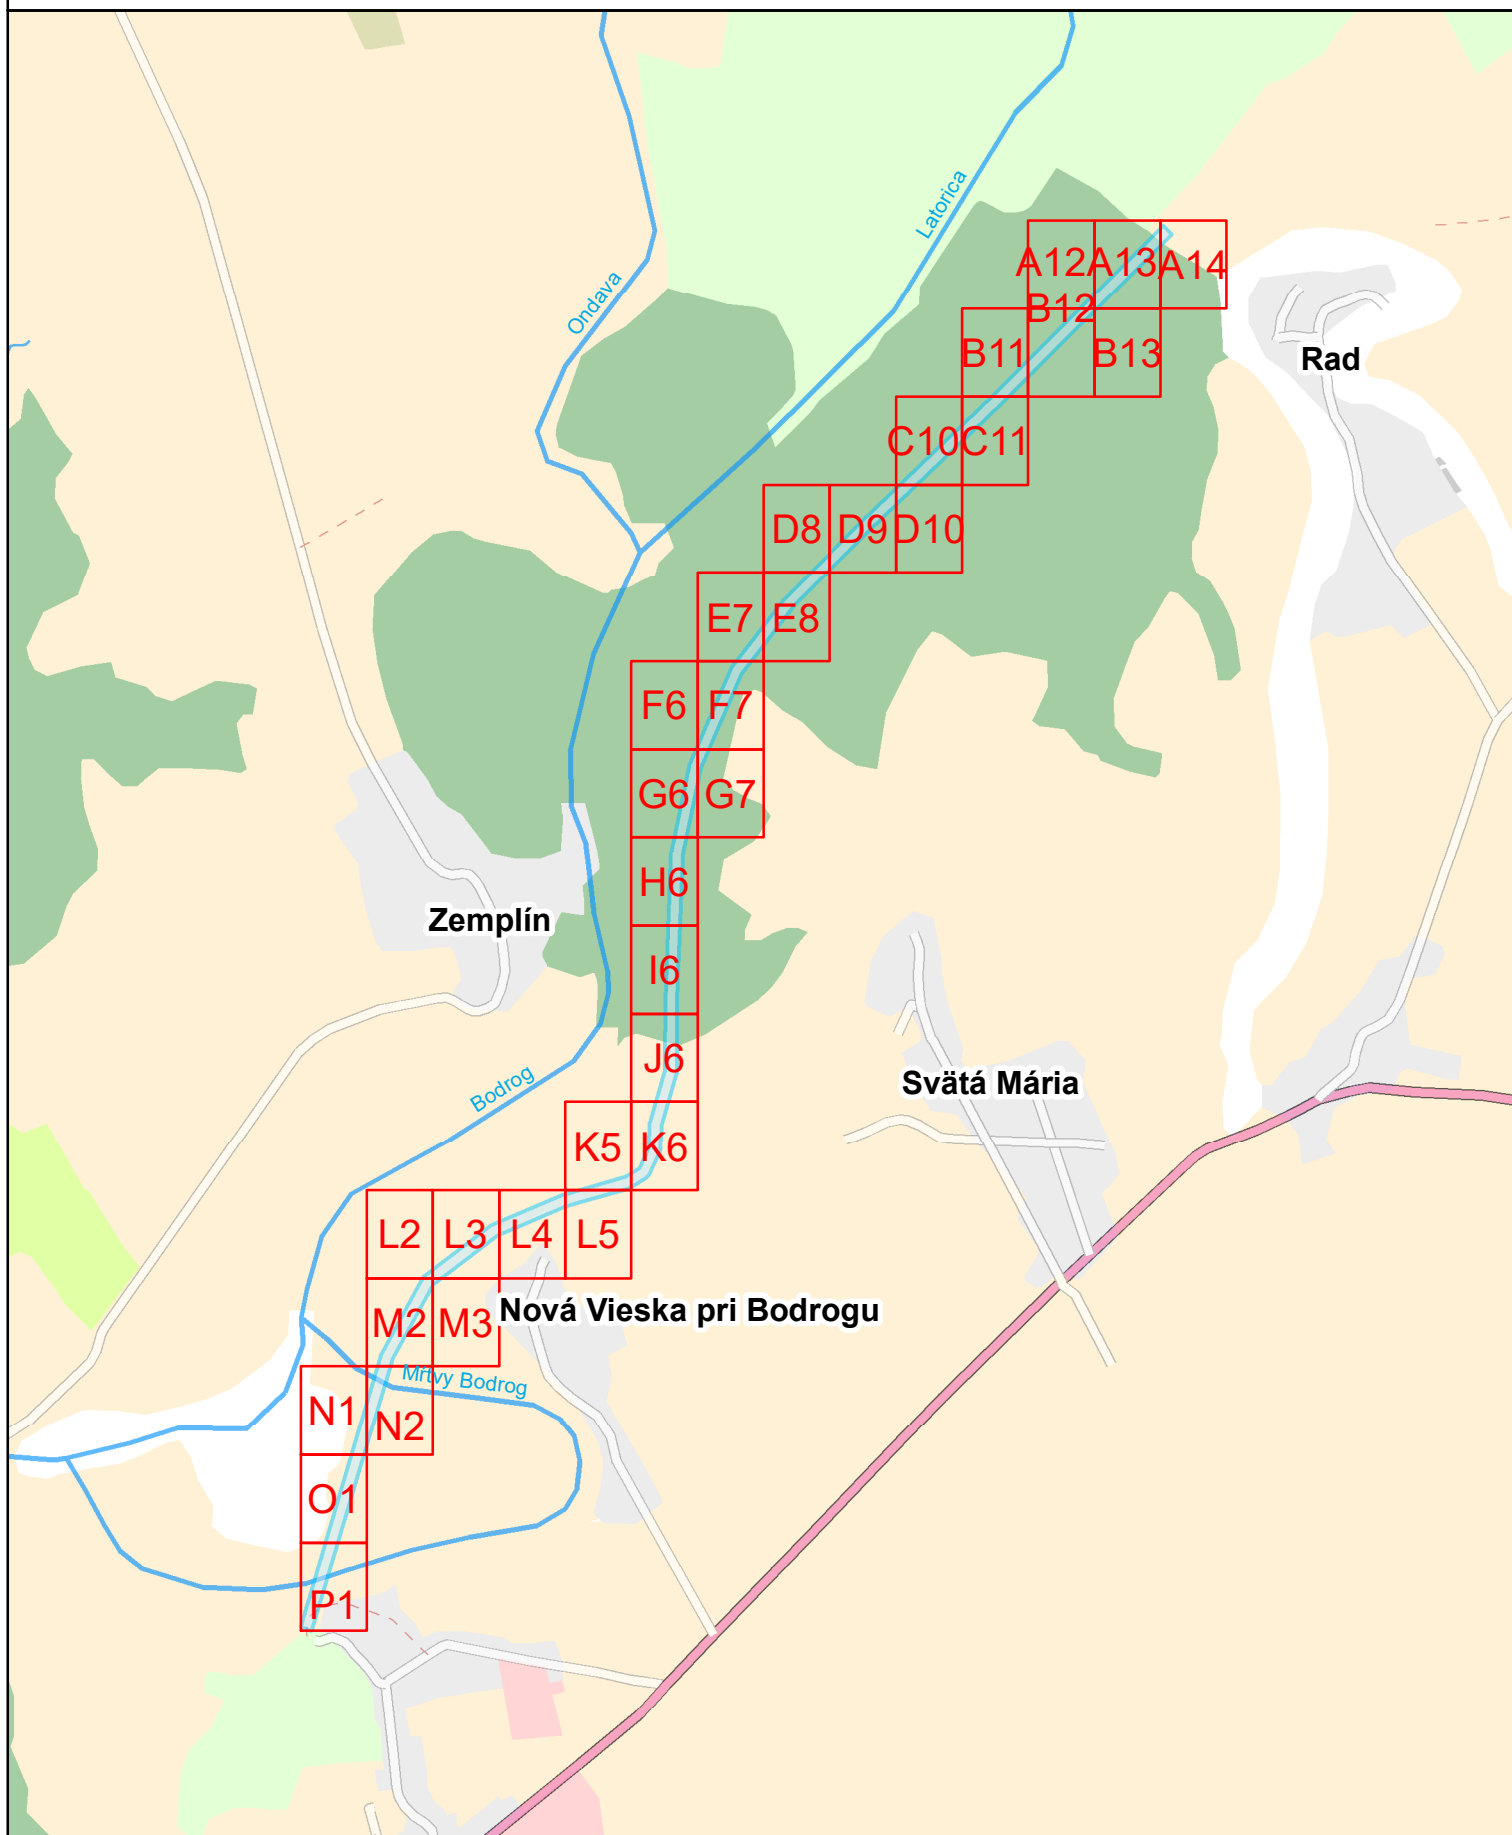 Latorica
Ondava
A12
A13
A14
B12
B11
B13
Rad
C10
C11
D8
D9
D10
E7
E8
F6
F7
G6
G7
H6
Zemplín
I6
J6
Svätá Mária
Bodrog
K5
K6
L2
L3
L4
L5
M2
M3
Nová Vieska pri Bodrogu
Mŕtvy Bodrog
N1
N2
O1
P1